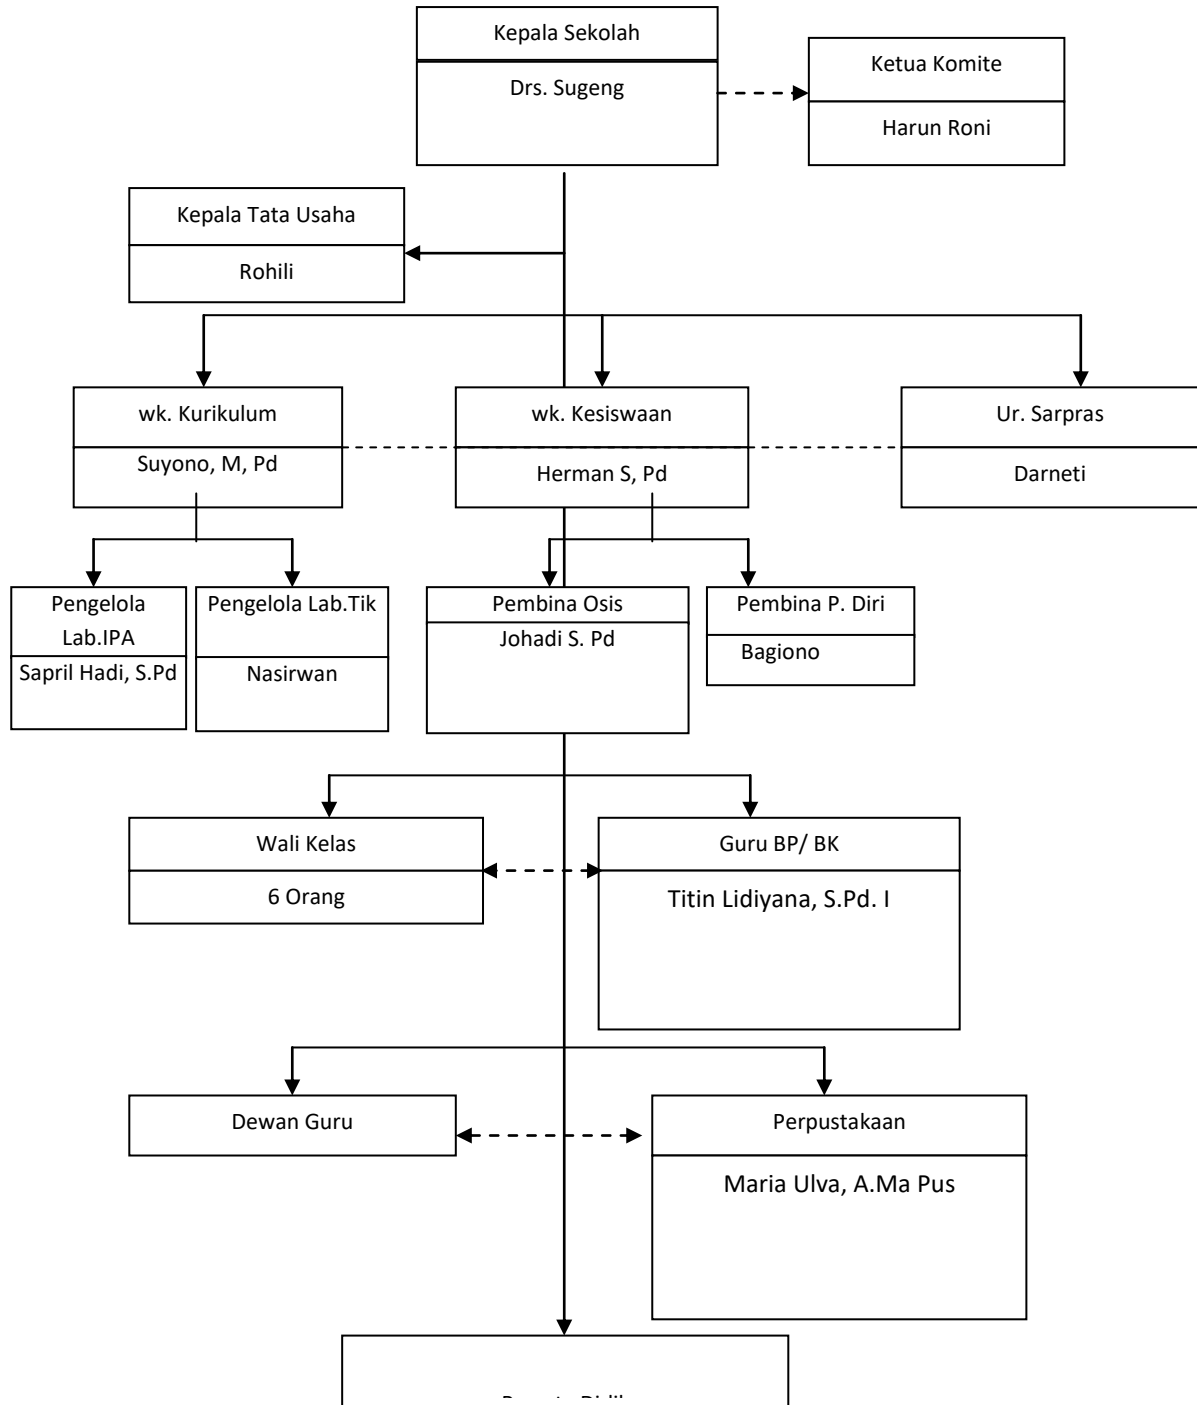 Kepala Sekolah
Drs. Sugeng
Ketua Komite
Harun Roni
Kepala Tata Usaha
Rohili
wk. Kurikulum
Suyono, M, Pd
wk. Kesiswaan
Herman S, Pd
Ur. Sarpras
Darneti
Pengelola
Lab.IPA
Sapril Hadi, S.Pd
Pengelola Lab.Tik
Nasirwan
Pembina Osis
Johadi S. Pd
Pembina P. Diri
Bagiono
Wali Kelas
6 Orang
Guru BP/ BK
Titin Lidiyana, S.Pd. I
Dewan Guru
Perpustakaan
Maria Ulva, A.Ma Pus